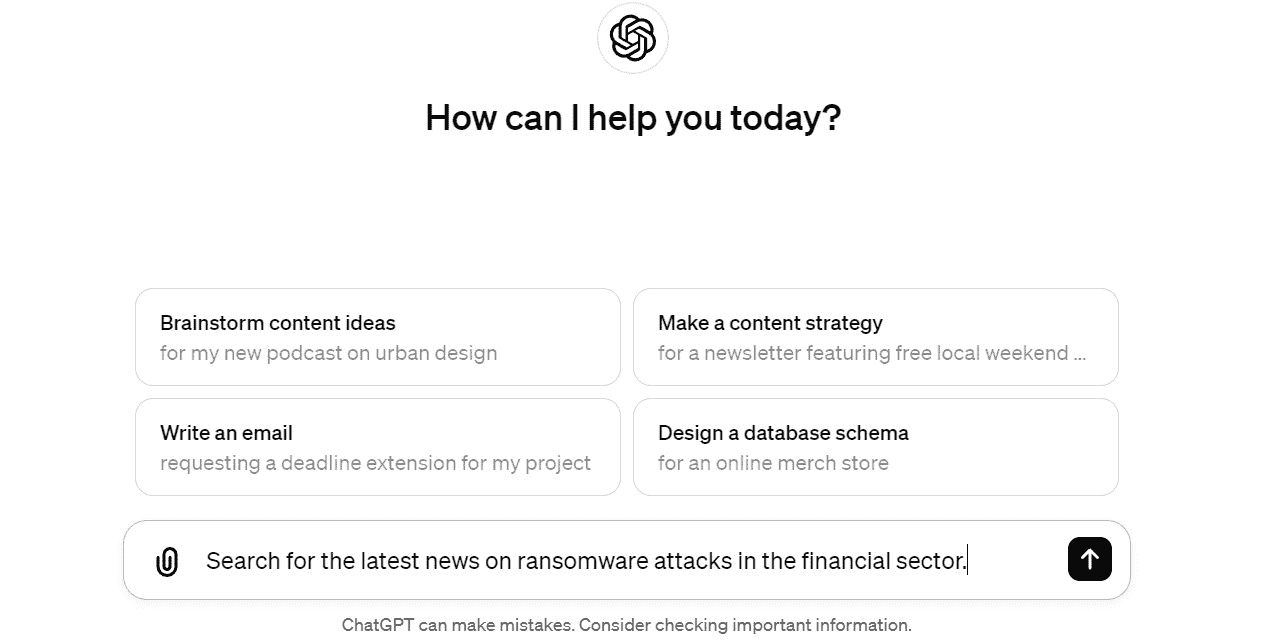 How can I help you today?
Brainstorm content ideas
for my new podcast on urban design
Make a content strategy
for a newsletter featuring free local weekend ...
Write an email
requesting a deadline extension for my project
Design a database schema
for an online merch store
Search for the latest news on ransomware attacks in the financial sector.
ChatGPT can make mistakes. Consider checking important information.